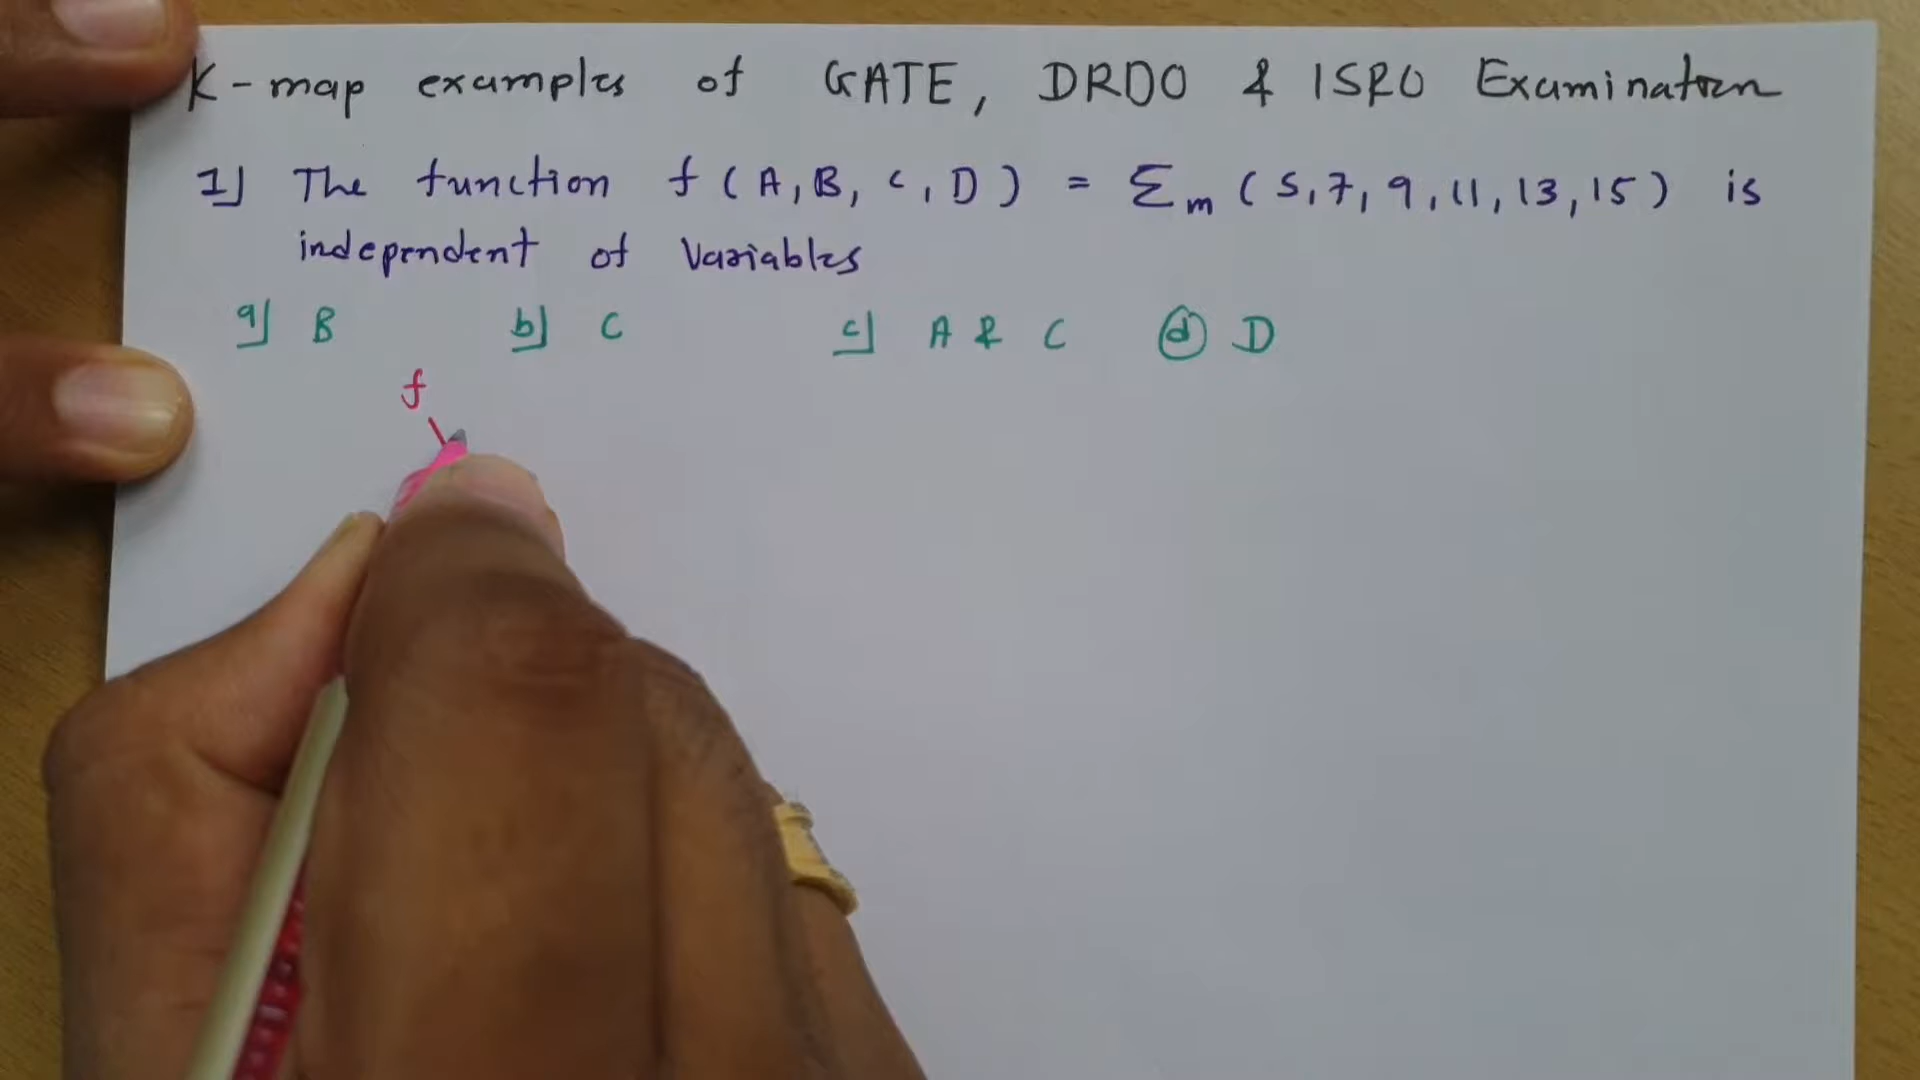 K-map examples of GATE, DRDO & ISRO Examination
1] The function f(A,B,C,D) = Σm (5,7,9,11,13,15) is
independent of variables
a] B b] C c] A & C d D
f